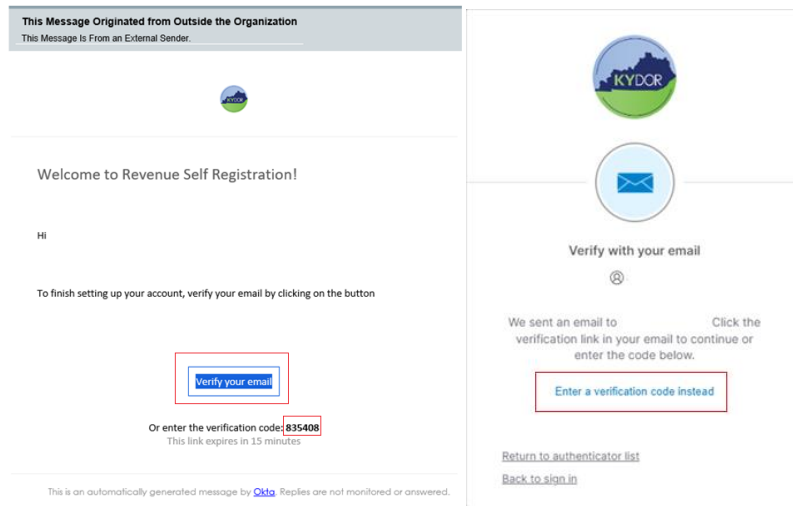 This Message Originated from Outside the Organization
This Message Is From an External Sender.
KYDOR
Welcome to Revenue Self Registration!
Hi
To finish setting up your account, verify your email by clicking on the button
Verify your email
Or enter the verification code: 835408
This link expires in 15 minutes
This is an automatically generated message by Okta. Replies are not monitored or answered.
KYDOR
Verify with your email
We sent an email to Click the
verification link in your email to continue or
enter the code below.
Enter a verification code instead
Return to authenticator list
Back to sign in